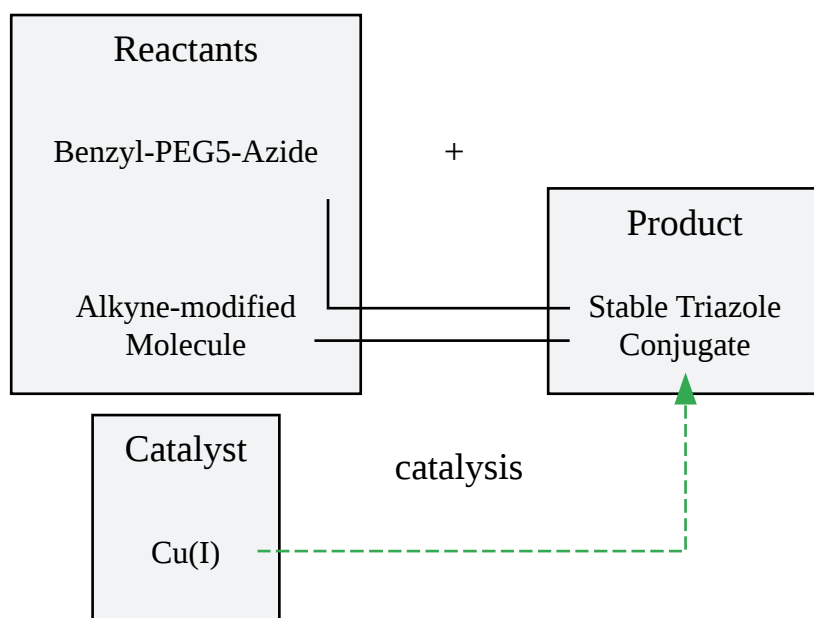 Reactants
Benzyl-PEG5-Azide
+
Alkyne-modified
Molecule
Product
Stable Triazole
Conjugate
Catalyst
Cu(I)
catalysis